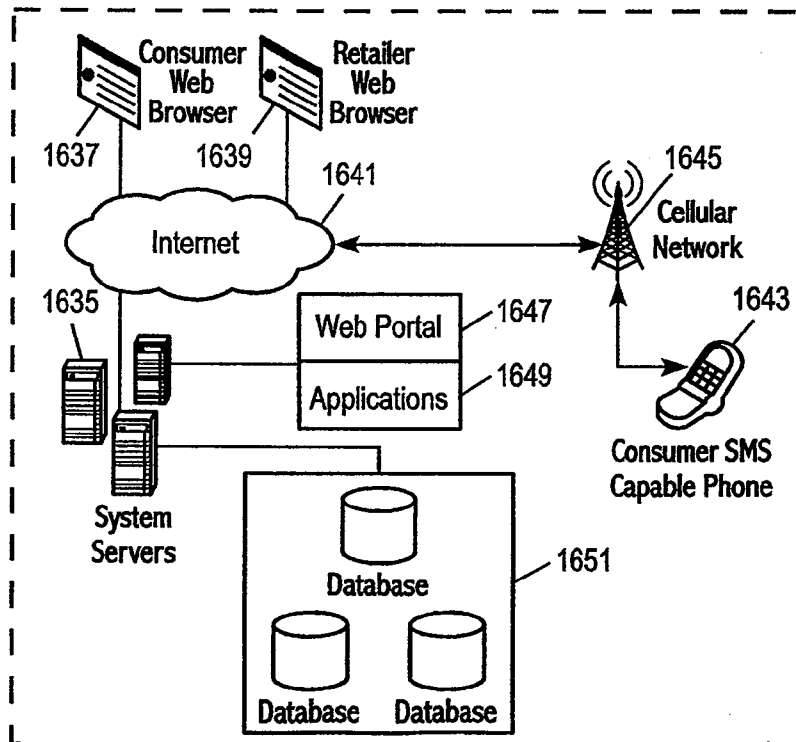 Consumer
Web
Browser
1637
Retailer
Web
Browser
1639
1641
Internet
1645
Cellular
Network
1635
Web Portal
1647
Applications
1649
1643
Consumer SMS
Capable Phone
System
Servers
Database
1651
Database
Database